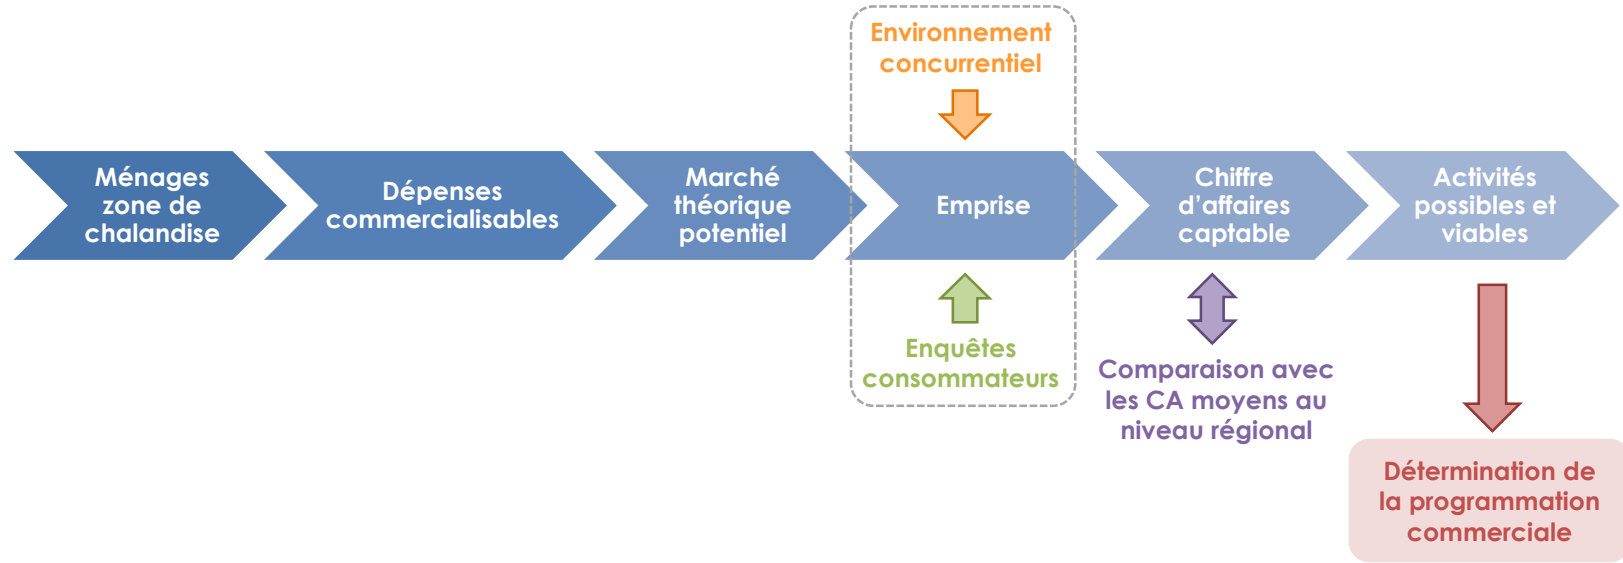 Environnement
concurrentiel
Ménages
zone de
chalandise
Dépenses
commercialisables
Marché
théorique
potentiel
Emprise
Chiffre
d'affaires
captable
Activités
possibles et
viables
Enquêtes
consommateurs
Comparaison avec
les CA moyens au
niveau régional
Détermination de
la programmation
commerciale